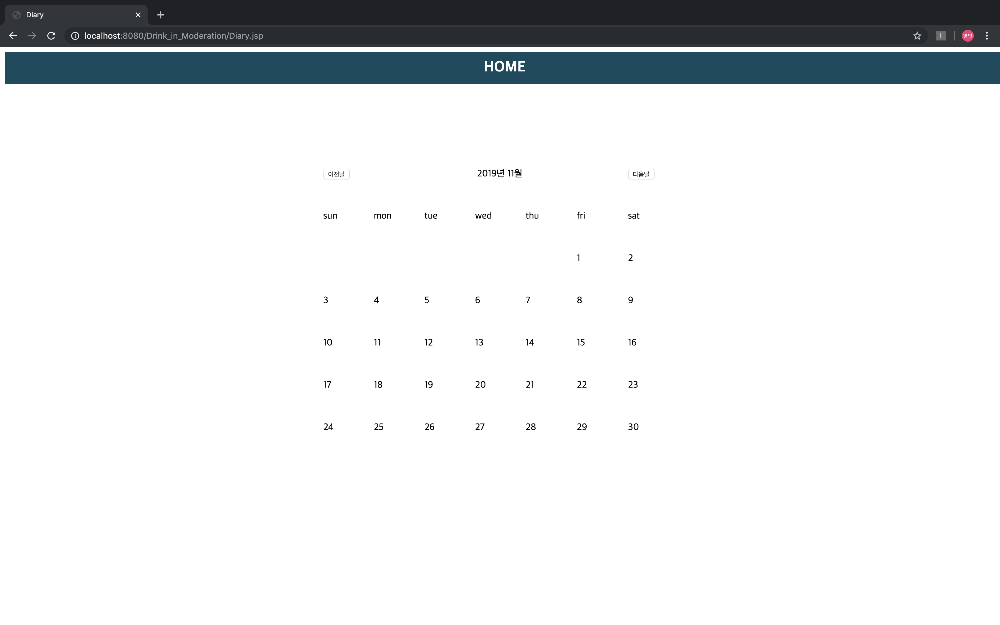 Diary
localhost:8080/Drink_in_Moderation/Diary.jsp
I
영단
HOME
이전달 2019년 11월 다음달
sun mon tue wed thu fri sat
1 2
3 4 5 6 7 8 9
10 11 12 13 14 15 16
17 18 19 20 21 22 23
24 25 26 27 28 29 30